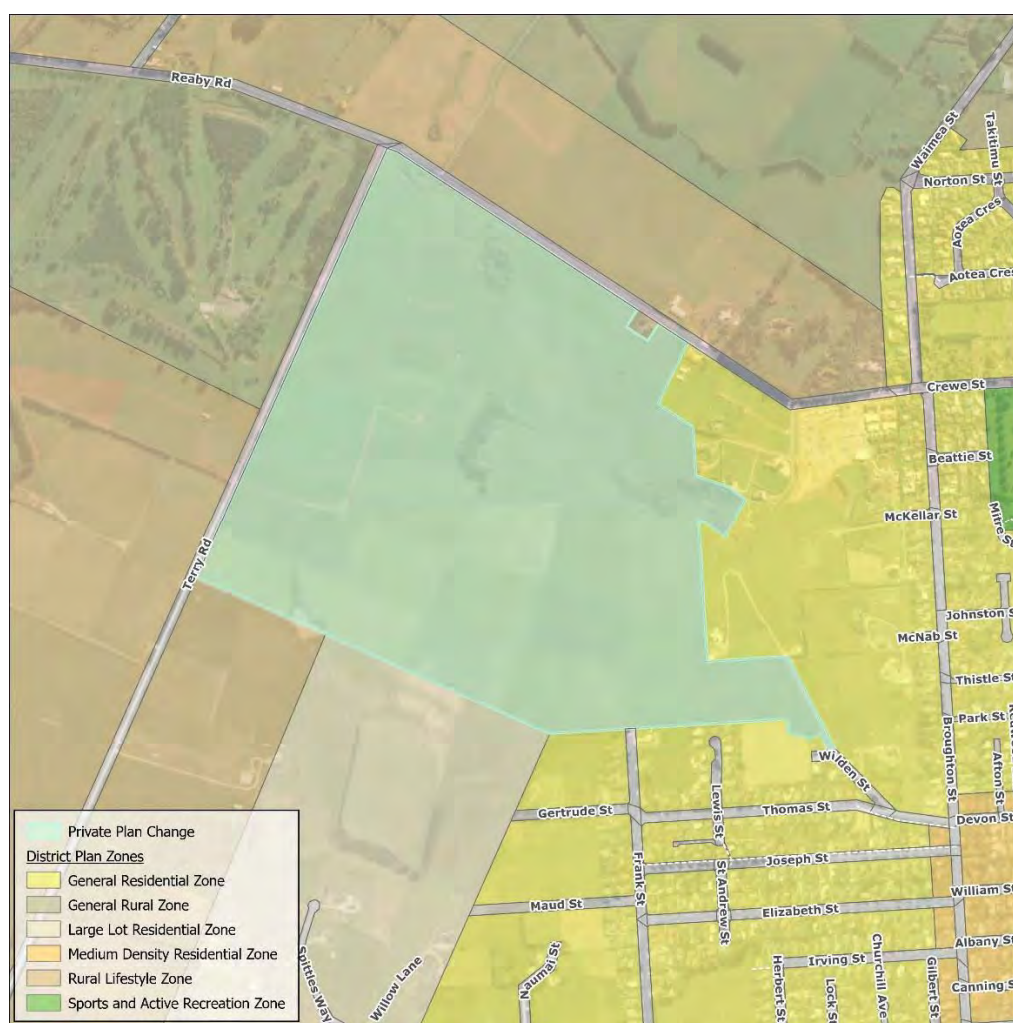 Reaby Rd
Waimea St
Takitimu St
Norton St
Aotea Cres
Aotea Cres
Crewe St
Beattie St
McKellar St
Mitre St
Terry Rd
Johnston S
McNab St
Thistle St
Park St
Broughton St
Afton St
Wilden St
Lewis St
Gertrude St
Thomas St
Devon St
Frank St
Joseph St
St Andrew St
Maud St
Elizabeth St
William St
Albany St
Irving St
Naumai St
Herbert St
Lock St
Churchill Ave
Gilbert St
Canning S
Spittles Way
Willow Lane
Private Plan Change
District Plan Zones
General Residential Zone
General Rural Zone
Large Lot Residential Zone
Medium Density Residential Zone
Rural Lifestyle Zone
Sports and Active Recreation Zone